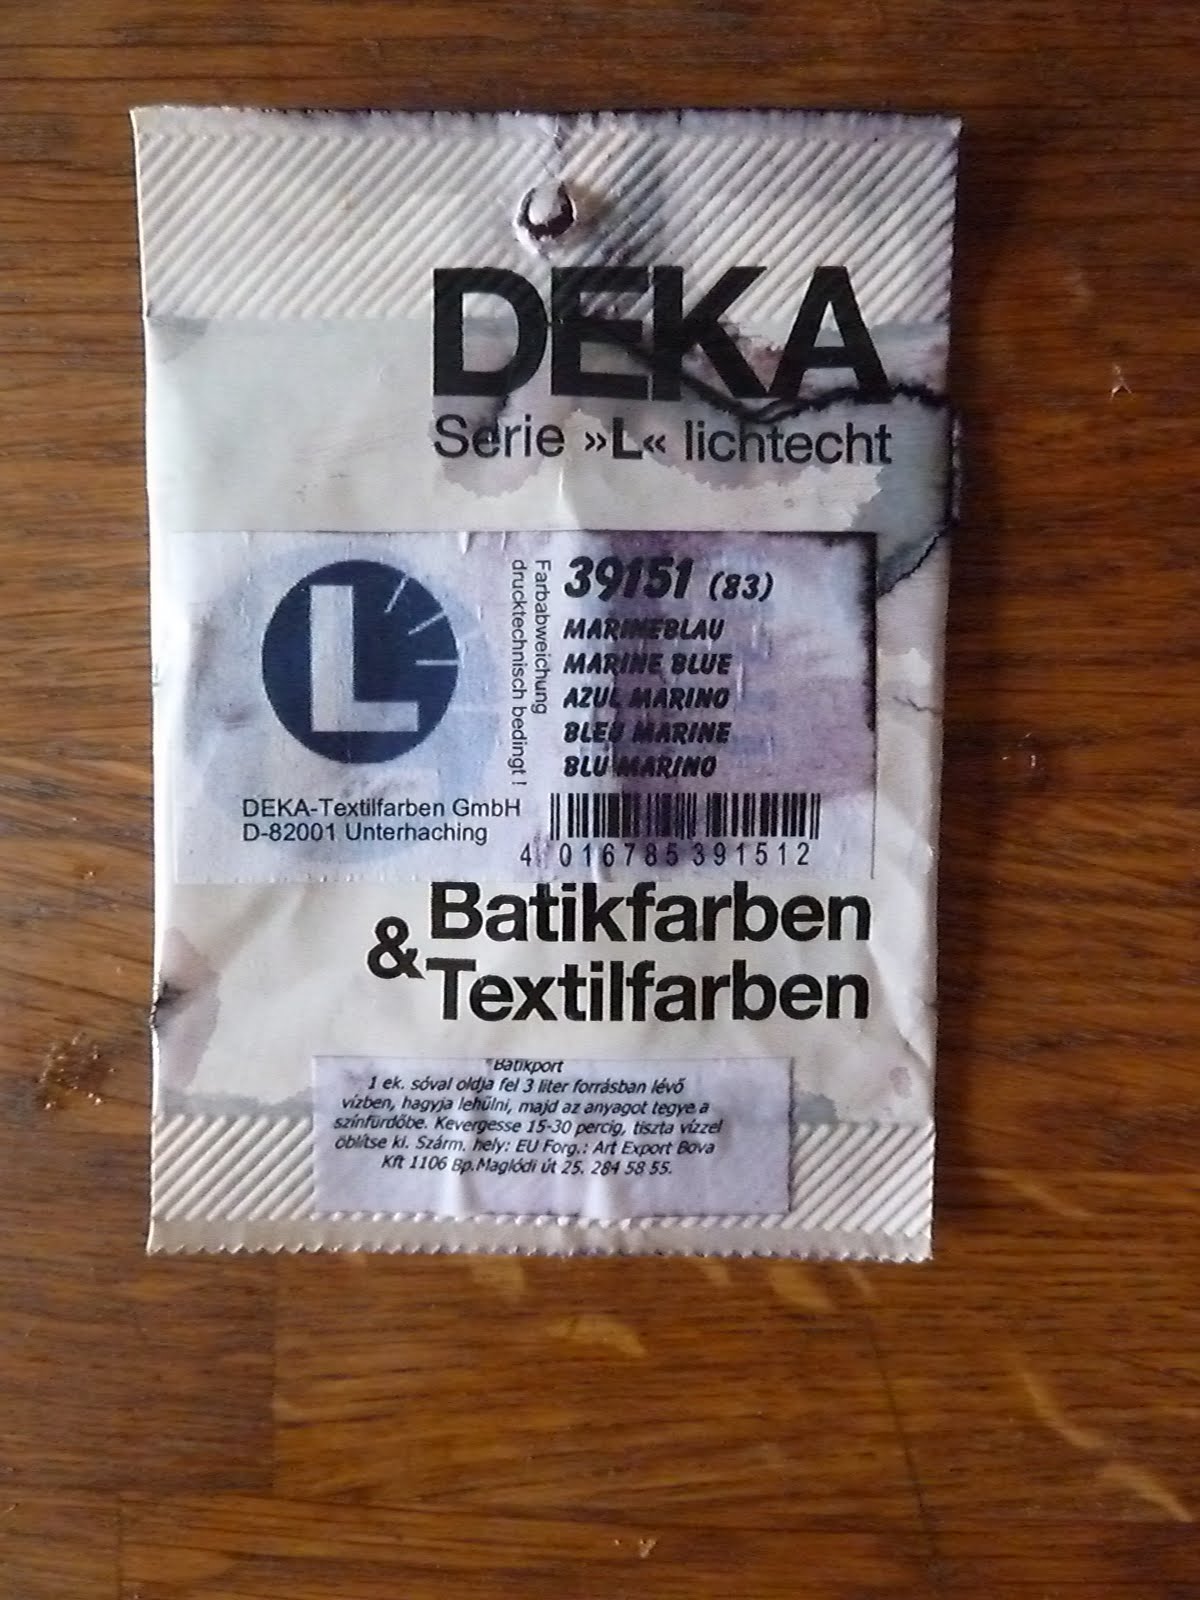 DEKA
Serie »L« lichtecht
L
Farbabweichung
drucktechnisch bedingt !
39151 (83)
MARINEBLAU
MARINE BLUE
AZUL MARINO
BLEU MARINE
BLU MARINO
DEKA-Textilfarben GmbH
D-82001 Unterhaching
4 016785 391512
Batikfarben
& Textilfarben
"Batikport
1 ek. sóval oldja fel 3 liter forrásban lévő
vízben, hagyja lehűlni, majd az anyagot tegye a
színfürdőbe. Kevergesse 15-30 percig, tiszta vízzel
öblítse ki. Szárm. hely: EU Forg.: Art Export Bova
Kft 1106 Bp.Maglódi út 25. 284 58 55.